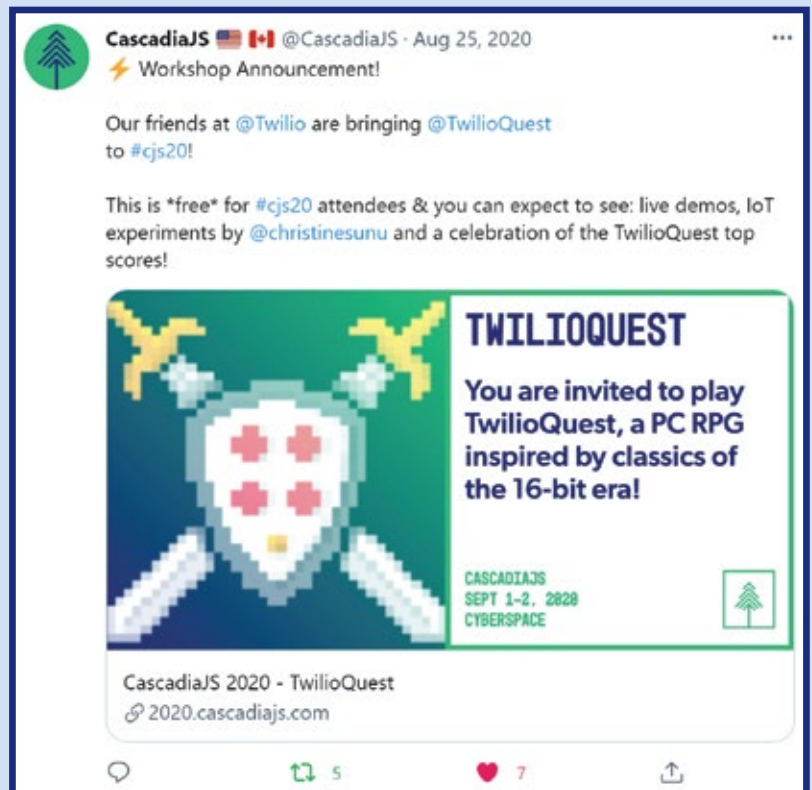 CascadiaJS 🇺🇸 🇨🇦 @CascadiaJS · Aug 25, 2020
⚡ Workshop Announcement!
Our friends at @Twilio are bringing @TwilioQuest
to #cjs20!
This is *free* for #cjs20 attendees & you can expect to see: live demos, IoT
experiments by @christinesunu and a celebration of the TwilioQuest top
scores!
TWILIOQUEST
You are invited to play
TwilioQuest, a PC RPG
inspired by classics of
the 16-bit era!
CASCADIAJS
SEPT 1-2, 2020
CYBERSPACE
CascadiaJS 2020 - TwilioQuest
2020.cascadiajs.com
5 7